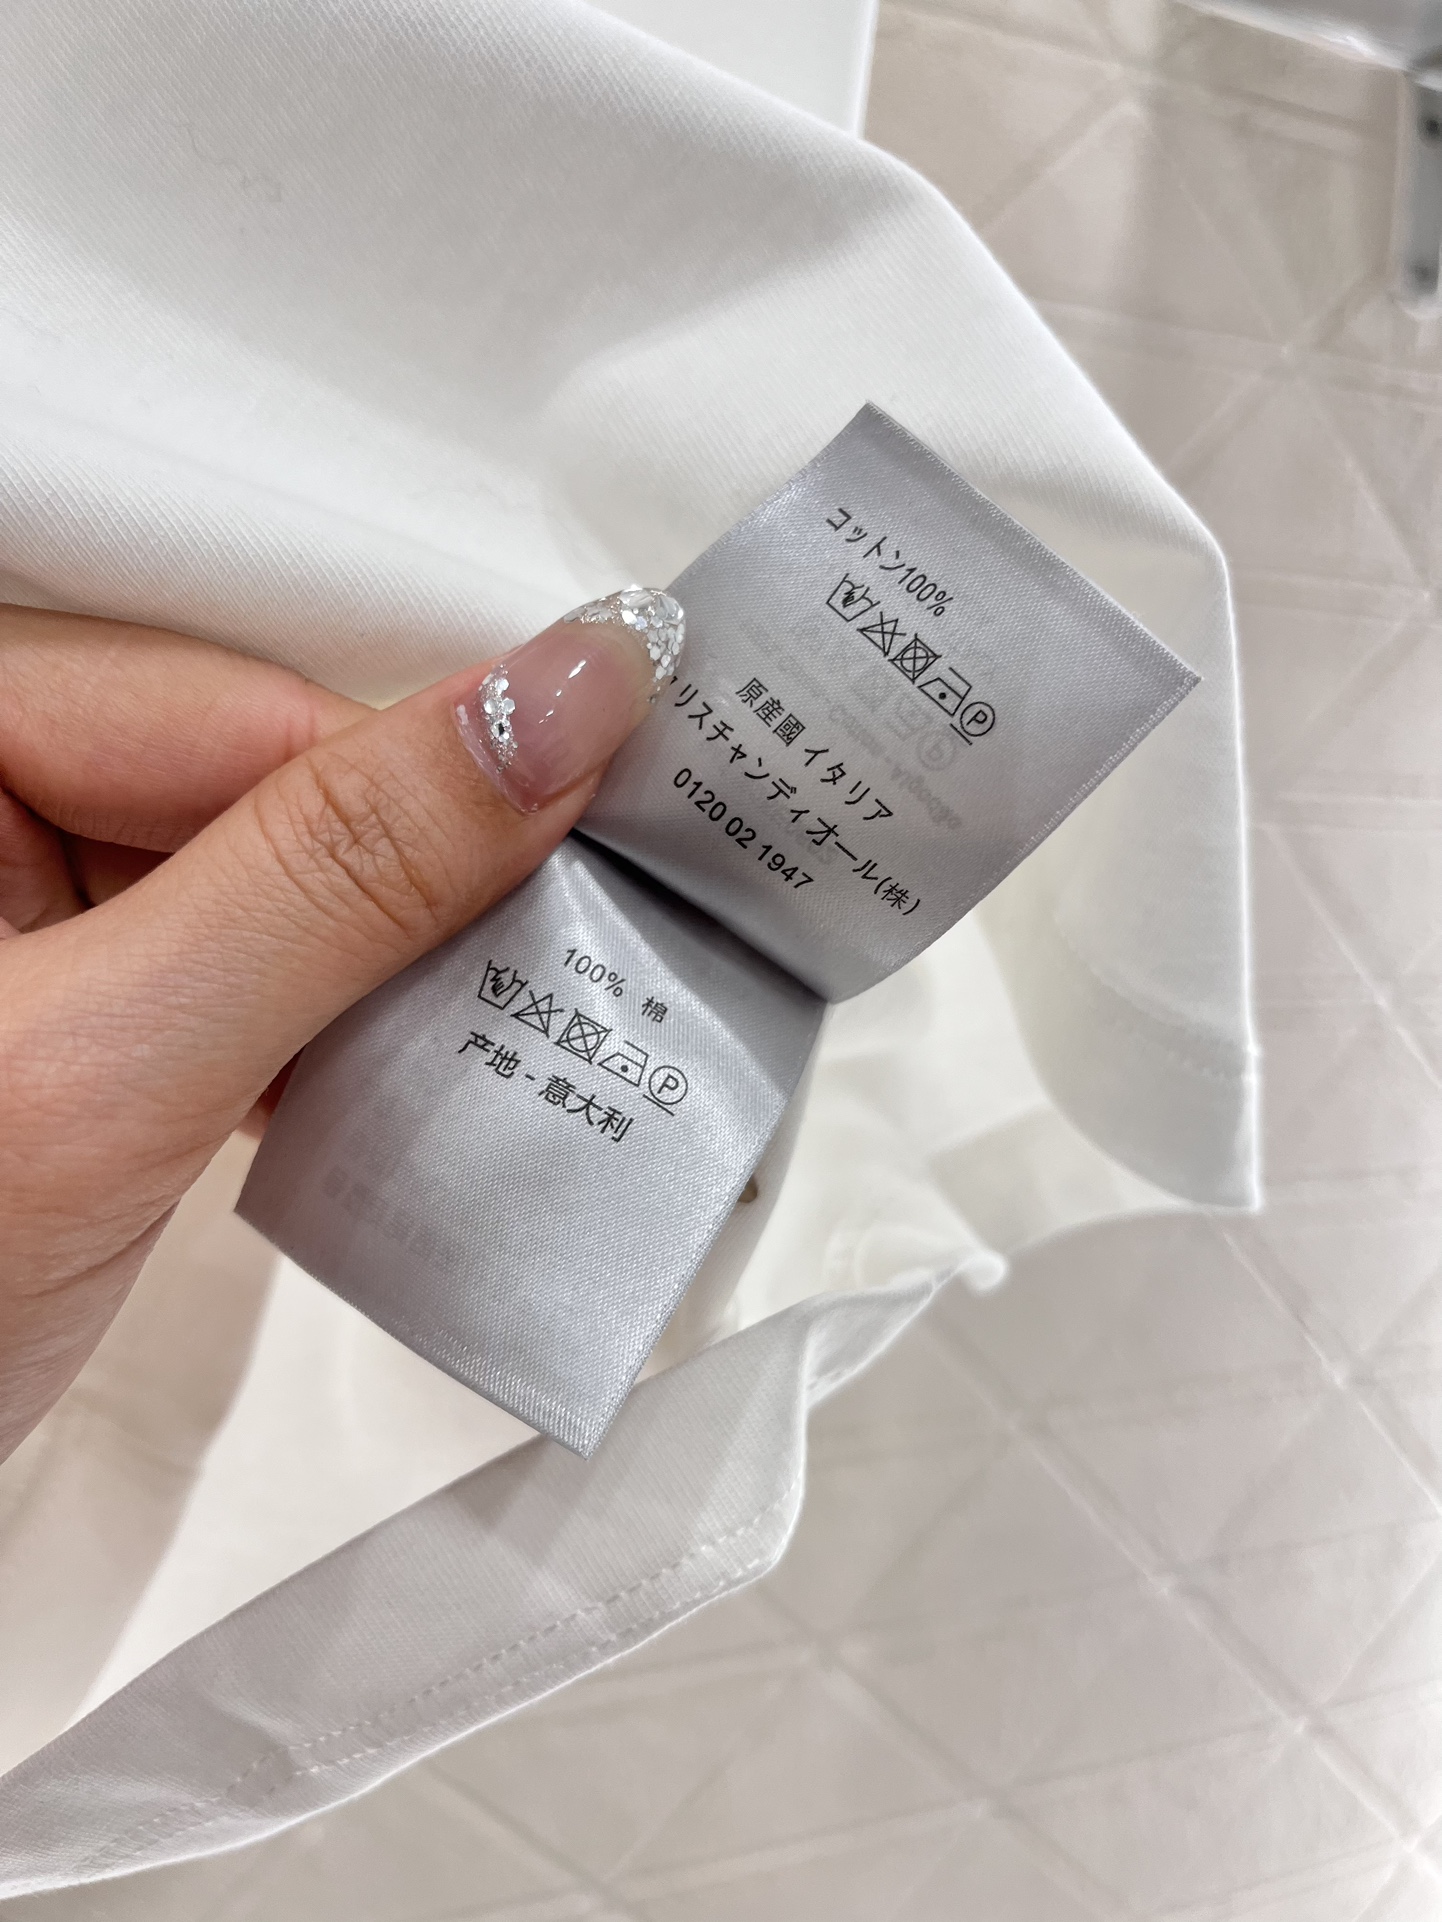 コットン100%
P
原産國 イタリア
リスチャンディオール(株)
0120 02 1947
100% 棉
P
产地 - 意大利